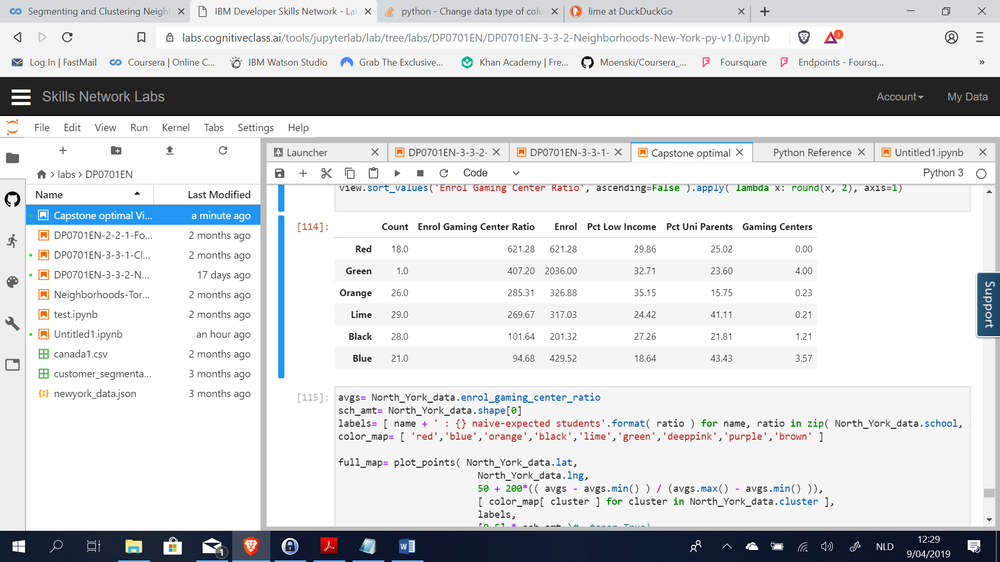 Segmenting and Clustering Neighb
IBM Developer Skills Network - Lab
python - Change data type of colu
lime at DuckDuckGo
labs.cognitiveclass.ai/tools/jupyterlab/lab/tree/labs/DP0701EN/DP0701EN-3-3-2-Neighborhoods-New-York-py-v1.0.ipynb
3
Log In | FastMail
Coursera | Online C...
IBM Watson Studio
Grab The Exclusive...
Khan Academy | Fre...
Moenski/Coursera_...
Foursquare
Endpoints - Foursq...
»
Skills Network Labs
Account
My Data
File Edit View Run Kernel Tabs Settings Help
Launcher
DP0701EN-3-3-2-
DP0701EN-3-3-1-
Capstone optimal
Python Reference
Untitled1.ipynb
Code
Python 3
labs > DP0701EN
Name Last Modified
Capstone optimal Vi... a minute ago
DP0701EN-2-2-1-Fo... 2 months ago
DP0701EN-3-3-1-Cl... 2 months ago
DP0701EN-3-3-2-N... 17 days ago
Neighborhoods-Tor... 2 months ago
test.ipynb 2 months ago
Untitled1.ipynb an hour ago
canada1.csv 2 months ago
customer_segmenta... 3 months ago
newyork_data.json 3 months ago
view.sort_values('Enrol Gaming Center Ratio', ascending=False ).apply( lambda x: round(x, 2), axis=1)
[114]:
Count Enrol Gaming Center Ratio Enrol Pct Low Income Pct Uni Parents Gaming Centers
Red 18.0 621.28 621.28 29.86 25.02 0.00
Green 1.0 407.20 2036.00 32.71 23.60 4.00
Orange 26.0 285.31 326.88 35.15 15.75 0.23
Lime 29.0 269.67 317.03 24.42 41.11 0.21
Black 28.0 101.64 201.32 27.26 21.81 1.21
Blue 21.0 94.68 429.52 18.64 43.43 3.57
[115]:
avgs= North_York_data.enrol_gaming_center_ratio
sch_amt= North_York_data.shape[0]
labels= [ name + ' : {} naive-expected students'.format( ratio ) for name, ratio in zip( North_York_data.school,
color_map= [ 'red','blue','orange','black','lime','green','deeppink','purple','brown' ]
full_map= plot_points( North_York_data.lat,
North_York_data.lng,
50 + 200*(( avgs - avgs.min() ) / (avgs.max() - avgs.min() )),
[ color_map[ cluster ] for cluster in North_York_data.cluster ],
labels,
Support
1
NLD
12:29
9/04/2019